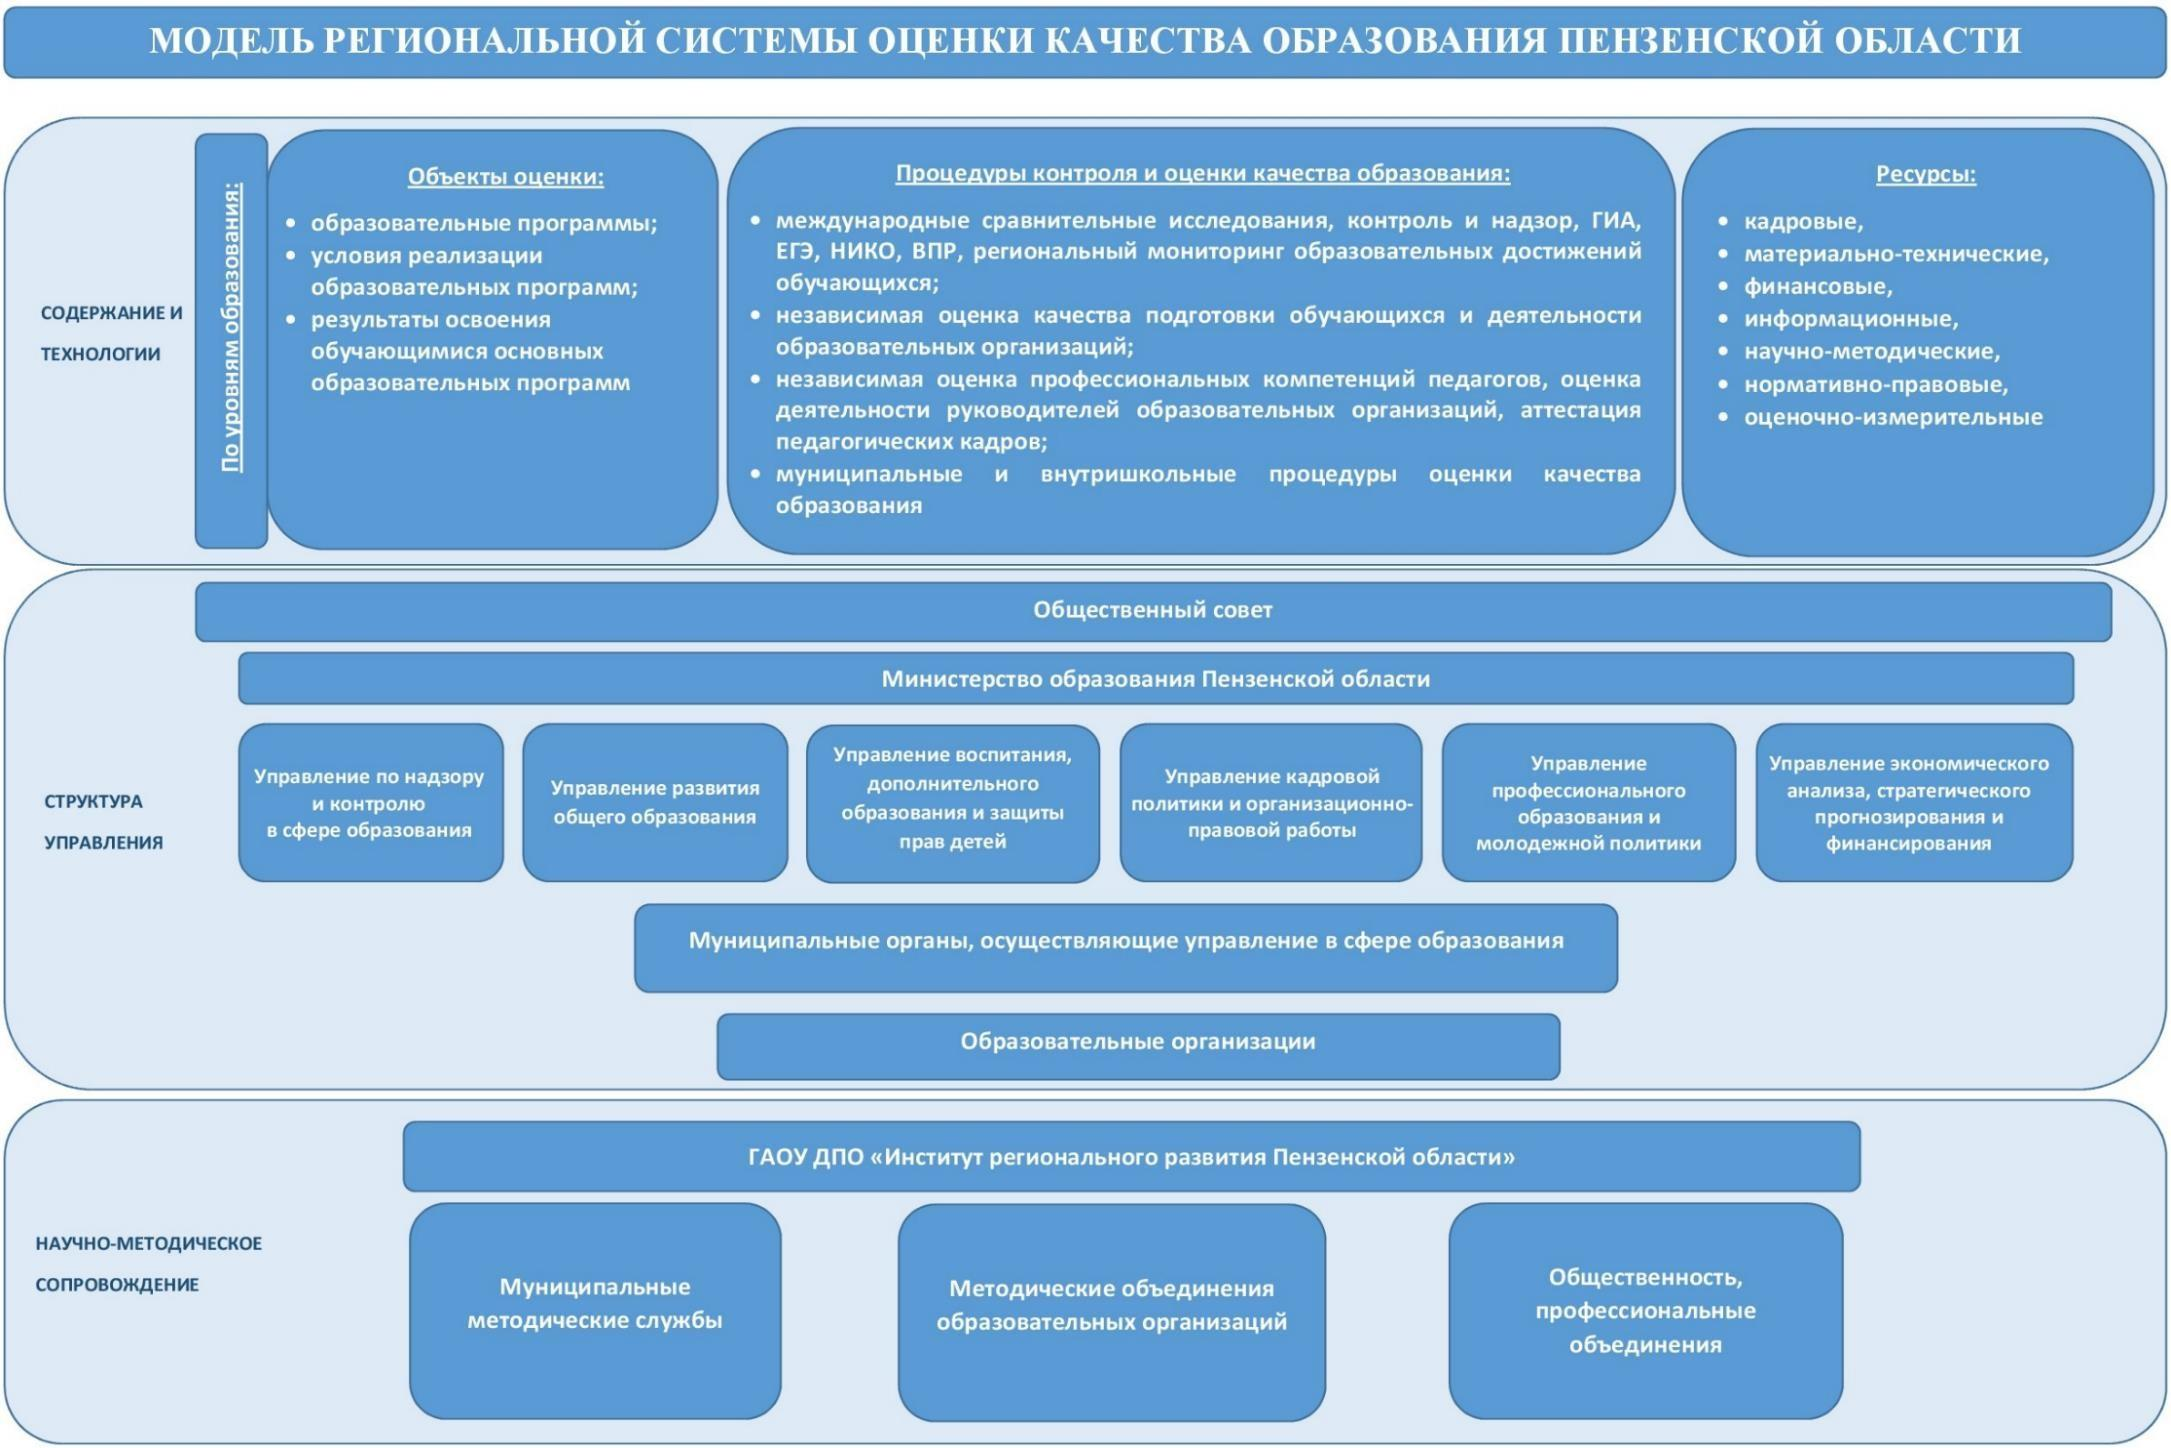 МОДЕЛЬ РЕГИОНАЛЬНОЙ СИСТЕМЫ ОЦЕНКИ КАЧЕСТВА ОБРАЗОВАНИЯ ПЕНЗЕНСКОЙ ОБЛАСТИ
СОДЕРЖАНИЕ И
ТЕХНОЛОГИИ
По уровням образования:
Объекты оценки:
• образовательные программы;
• условия реализации
образовательных программ;
• результаты освоения
обучающимися основных
образовательных программ
Процедуры контроля и оценки качества образования:
• международные сравнительные исследования, контроль и надзор, ГИА,
ЕГЭ, НИКО, ВПР, региональный мониторинг образовательных достижений
обучающихся;
• независимая оценка качества подготовки обучающихся и деятельности
образовательных организаций;
• независимая оценка профессиональных компетенций педагогов, оценка
деятельности руководителей образовательных организаций, аттестация
педагогических кадров;
• муниципальные и внутришкольные процедуры оценки качества
образования
Ресурсы:
• кадровые,
• материально-технические,
• финансовые,
• информационные,
• научно-методические,
• нормативно-правовые,
• оценочно-измерительные
СТРУКТУРА
УПРАВЛЕНИЯ
Общественный совет
Министерство образования Пензенской области
Управление по надзору
и контролю
в сфере образования
Управление развития
общего образования
Управление воспитания,
дополнительного
образования и защиты
прав детей
Управление кадровой
политики и организационно-
правовой работы
Управление
профессионального
образования и
молодежной политики
Управление экономического
анализа, стратегического
прогнозирования и
финансирования
Муниципальные органы, осуществляющие управление в сфере образования
Образовательные организации
НАУЧНО-МЕТОДИЧЕСКОЕ
СОПРОВОЖДЕНИЕ
ГАОУ ДПО «Институт регионального развития Пензенской области»
Муниципальные
методические службы
Методические объединения
образовательных организаций
Общественность,
профессиональные
объединения